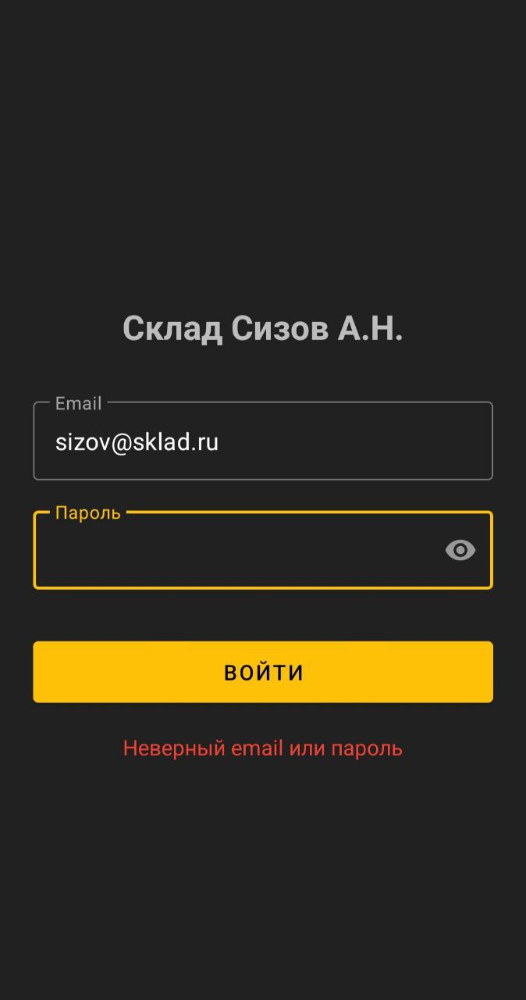 Склад Сизов А.Н.
Email
sizov@sklad.ru
Пароль
ВОЙТИ
Неверный email или пароль